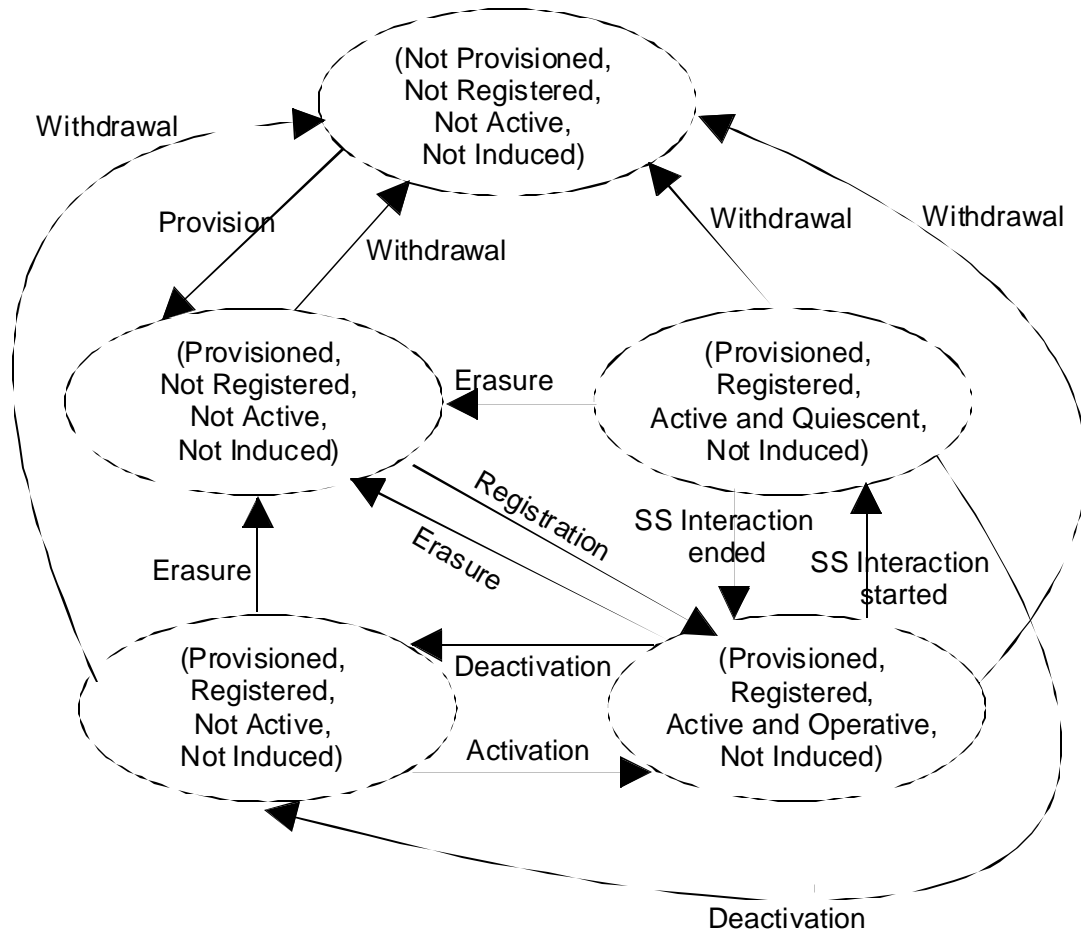 (Not Provisioned,
Not Registered,
Not Active,
Not Induced)
Withdrawal
Provision
Withdrawal
Withdrawal
Withdrawal
(Provisioned,
Not Registered,
Not Active,
Not Induced)
Erasure
(Provisioned,
Registered,
Active and Quiescent,
Not Induced)
Registration
Erasure
SS Interaction
ended
SS Interaction
started
Erasure
(Provisioned,
Registered,
Not Active,
Not Induced)
Deactivation
Activation
(Provisioned,
Registered,
Active and Operative,
Not Induced)
Deactivation